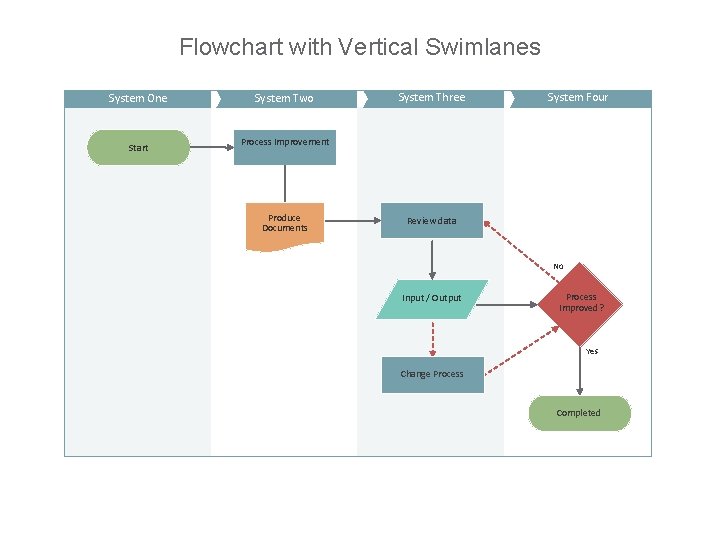 Flowchart with Vertical Swimlanes
System One
System Two
System Three
System Four
Start
Process Improvement
Produce
Documents
Review data
No
Input / Output
Process
Improved ?
Yes
Change Process
Completed